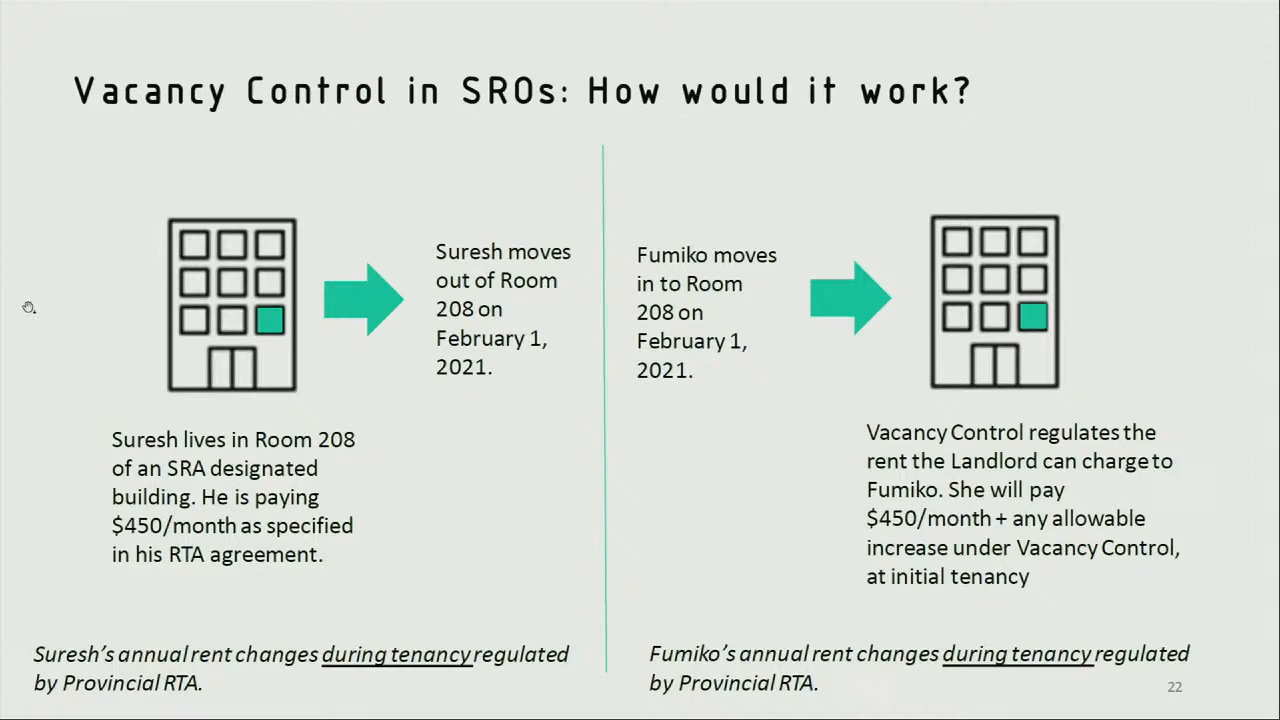 Vacancy Control in SROs: How would it work?
Suresh moves
out of Room
208 on
February 1,
2021.
Suresh lives in Room 208
of an SRA designated
building. He is paying
$450/month as specified
in his RTA agreement.
Suresh's annual rent changes during tenancy regulated
by Provincial RTA.
Fumiko moves
in to Room
208 on
February 1,
2021.
Vacancy Control regulates the
rent the Landlord can charge to
Fumiko. She will pay
$450/month + any allowable
increase under Vacancy Control,
at initial tenancy
Fumiko's annual rent changes during tenancy regulated
by Provincial RTA.
22